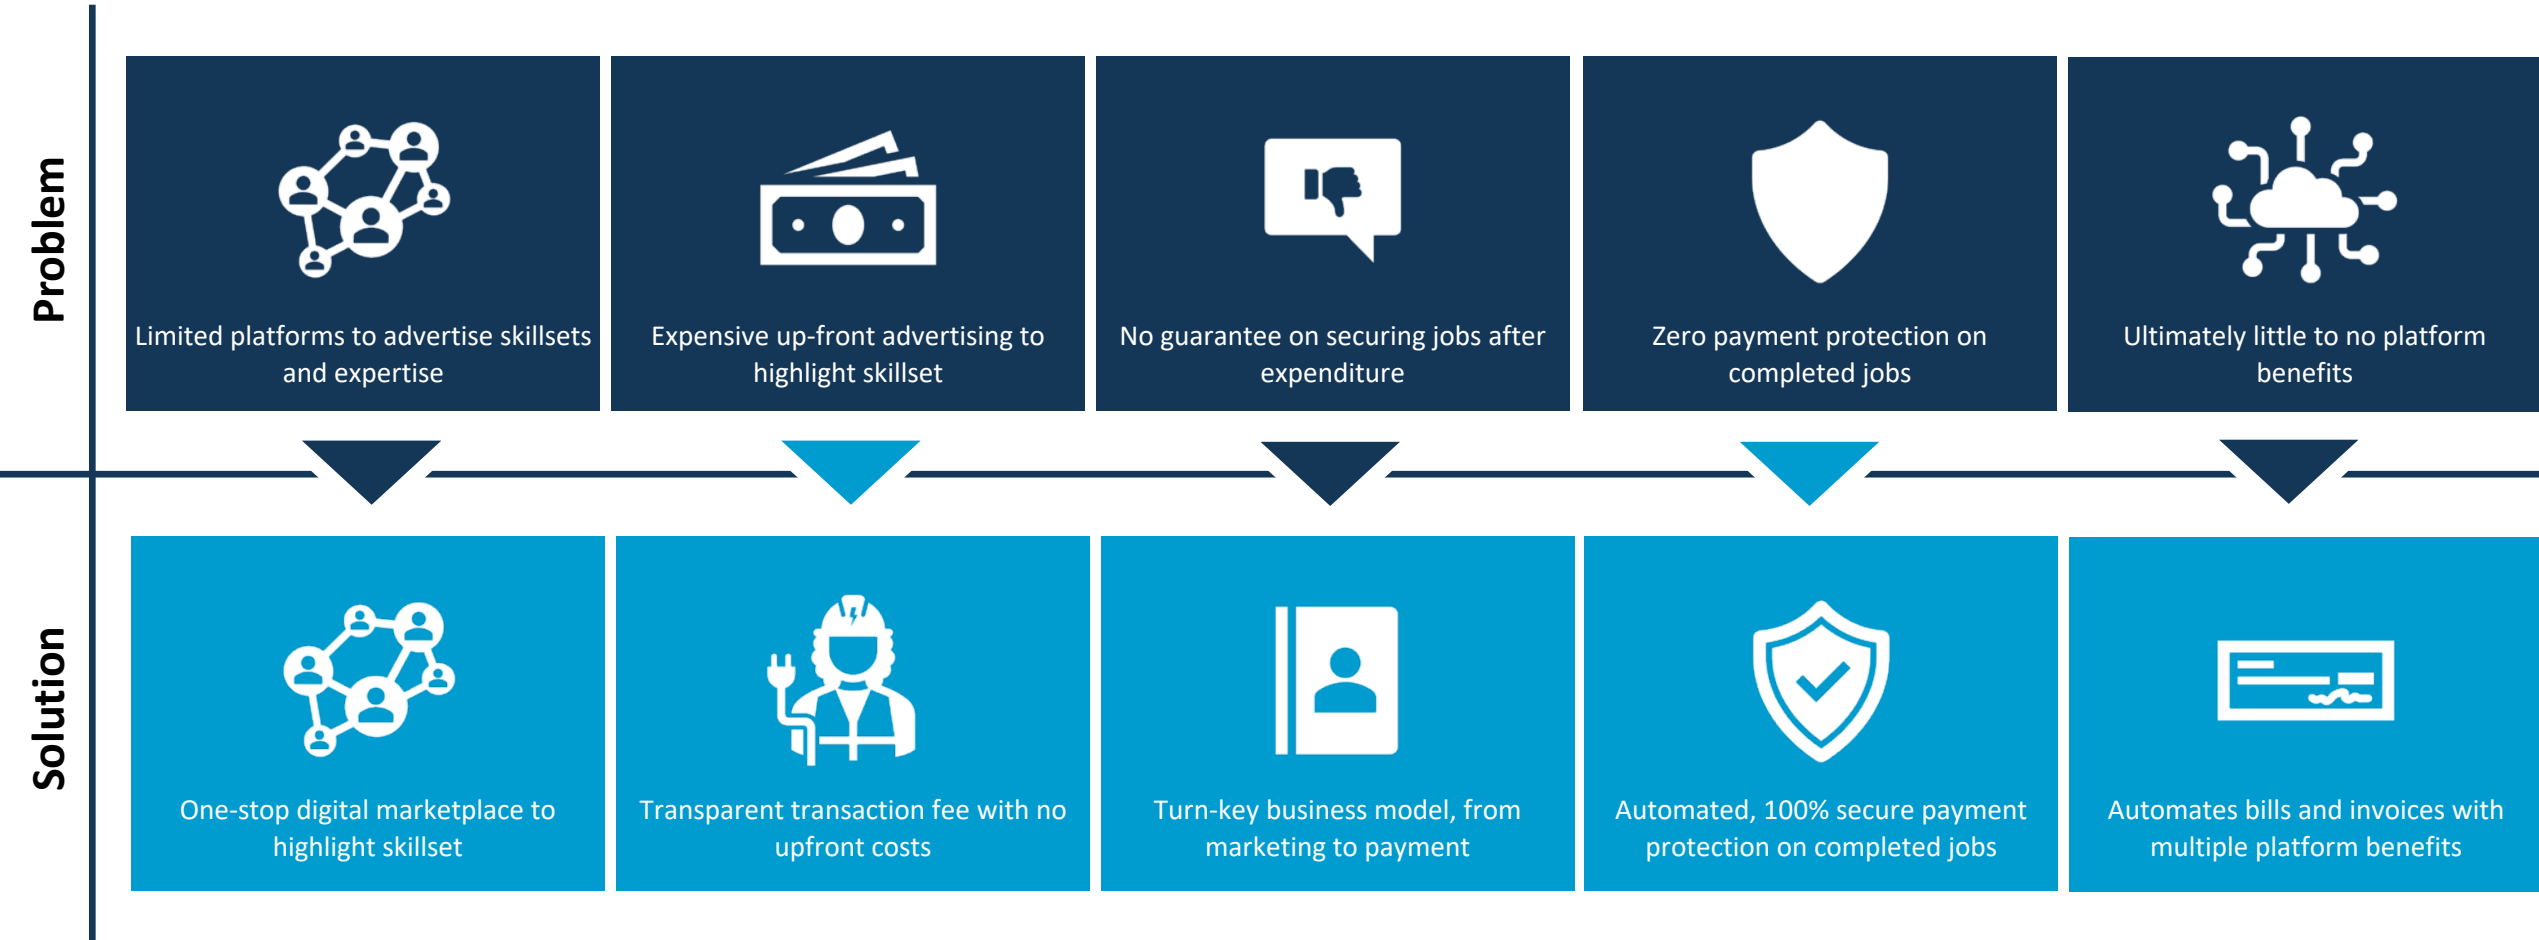 Problem
Limited platforms to advertise skillsets
and expertise
Expensive up-front advertising to
highlight skillset
No guarantee on securing jobs after
expenditure
Zero payment protection on
completed jobs
Ultimately little to no platform
benefits
Solution
One-stop digital marketplace to
highlight skillset
Transparent transaction fee with no
upfront costs
Turn-key business model, from
marketing to payment
Automated, 100% secure payment
protection on completed jobs
Automates bills and invoices with
multiple platform benefits